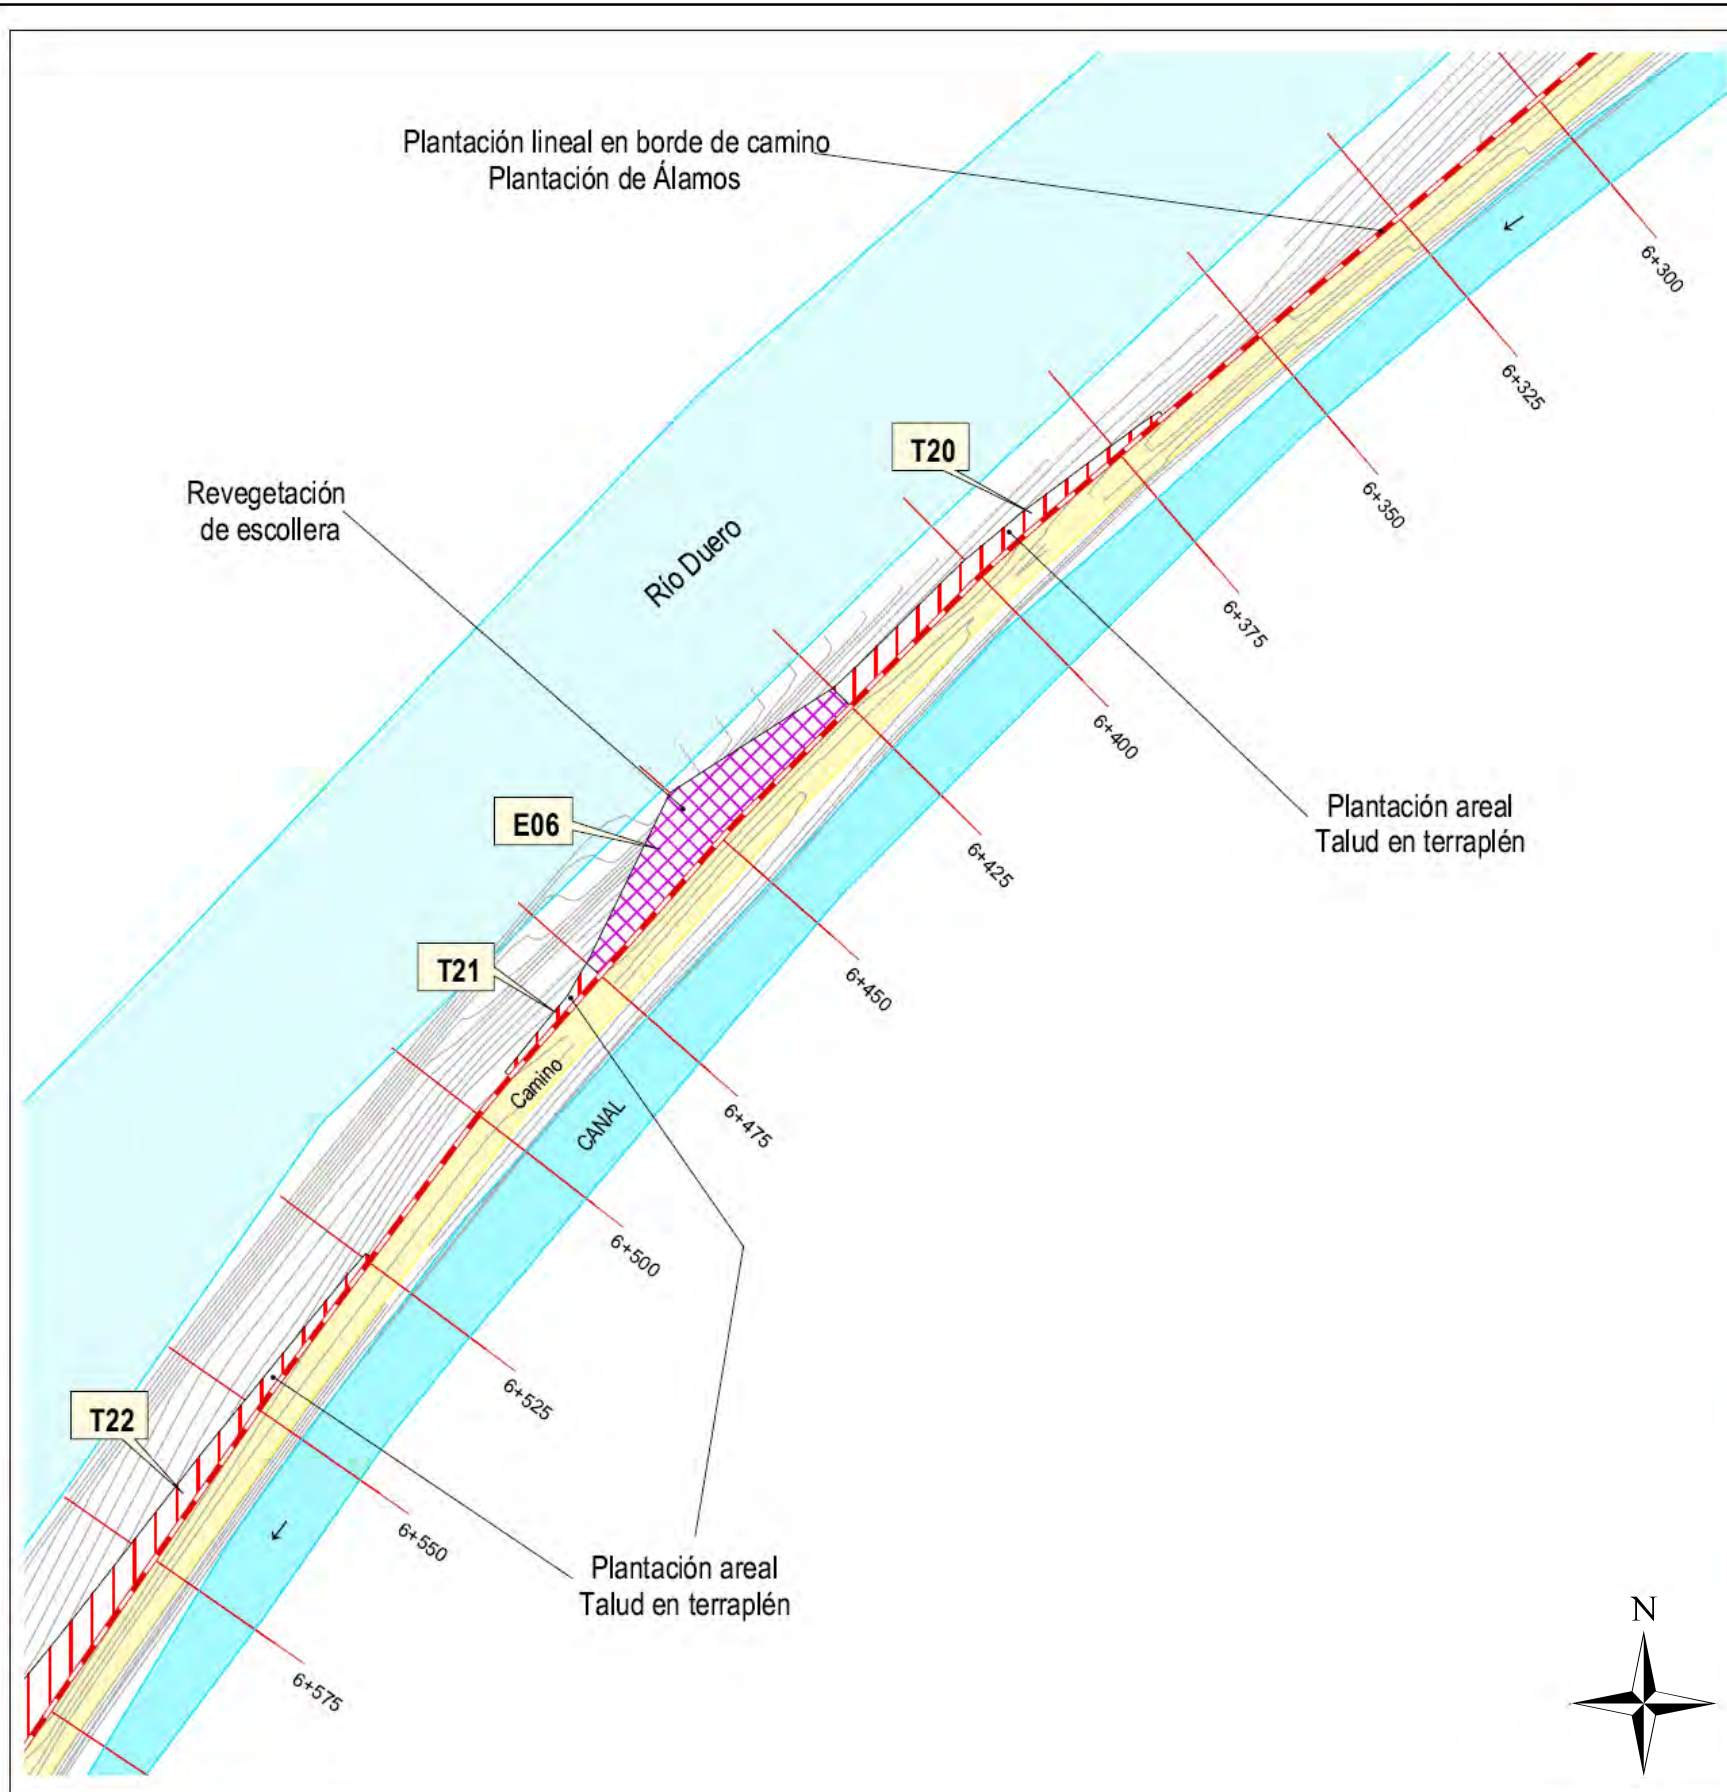 Plantación lineal en borde de camino
Plantación de Álamos
6+300
6+325
T20
Revegetación
de escollera
6+350
Río Duero
6+375
6+400
Plantación areal
Talud en terraplén
E06
6+425
T21
6+450
Camino
CANAL
6+475
6+500
6+525
T22
6+550
Plantación areal
Talud en terraplén
N
6+575